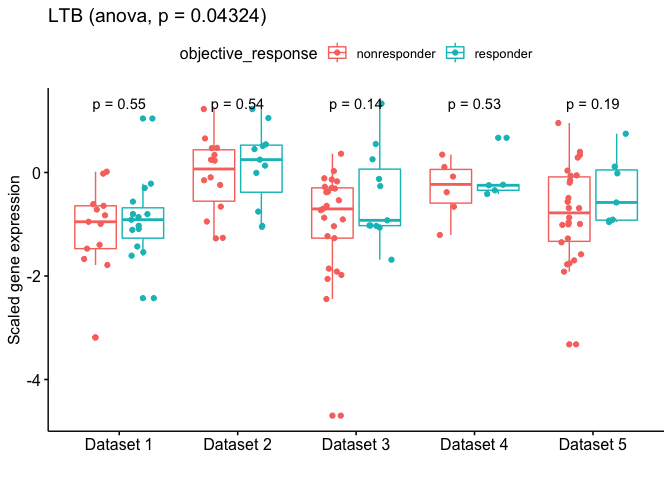 LTB (anova, p = 0.04324)
objective_response nonresponder responder
p = 0.55 p = 0.54 p = 0.14 p = 0.53 p = 0.19
0
-2
-4
Scaled gene expression
Dataset 1 Dataset 2 Dataset 3 Dataset 4 Dataset 5